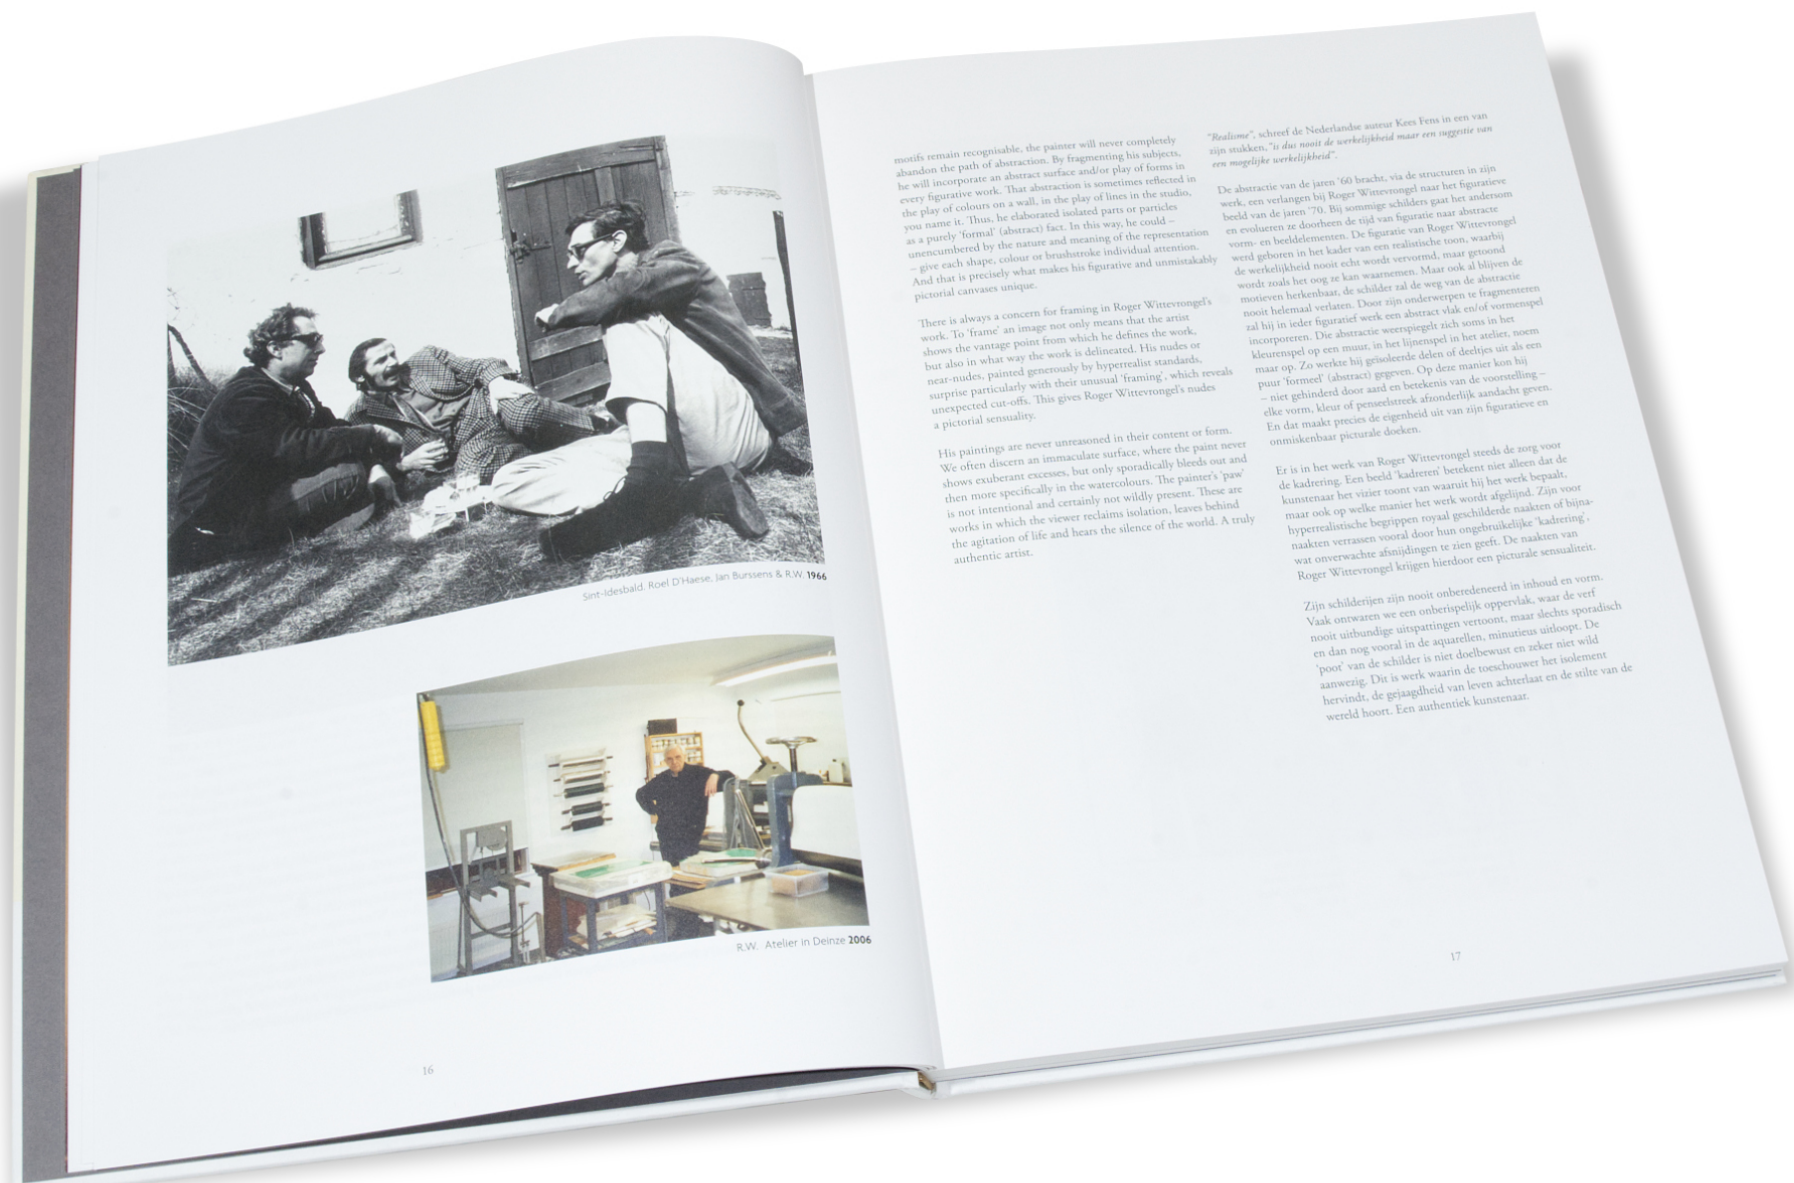 Sint-Idesbald. Roel D'Haese, Jan Burssens & R.W. 1966
R.W. Atelier in Deinze 2006
16
motifs remain recognisable, the painter will never completely
abandon the path of abstraction. By fragmenting his subjects,
he will incorporate an abstract surface and/or play of forms in
every figurative work. That abstraction is sometimes reflected in
the play of colours on a wall, in the play of lines in the studio,
you name it. Thus, he elaborated isolated parts or particles
as a purely 'formal' (abstract) fact. In this way, he could –
unencumbered by the nature and meaning of the representation
– give each shape, colour or brushstroke individual attention.
And that is precisely what makes his figurative and unmistakably
pictorial canvases unique.
There is always a concern for framing in Roger Wittevrongel's
work. To 'frame' an image not only means that the artist
shows the vantage point from which he defines the work,
but also in what way the work is delineated. His nudes or
near-nudes, painted generously by hyperrealist standards,
surprise particularly with their unusual 'framing', which reveals
unexpected cut-offs. This gives Roger Wittevrongel's nudes
a pictorial sensuality.
His paintings are never unreasoned in their content or form.
We often discern an immaculate surface, where the paint never
shows exuberant excesses, but only sporadically bleeds out and
then more specifically in the watercolours. The painter's 'paw'
is not intentional and certainly not wildly present. These are
works in which the viewer reclaims isolation, leaves behind
the agitation of life and hears the silence of the world. A truly
authentic artist.
"Realisme", schreef de Nederlandse auteur Kees Fens in een van
zijn stukken, "is dus nooit de werkelijkheid maar een suggestie van
een mogelijke werkelijkheid".
De abstractie van de jaren '60 bracht, via de structuren in zijn
werk, een verlangen bij Roger Wittevrongel naar het figuratieve
beeld van de jaren '70. Bij sommige schilders gaat het andersom
en evolueren ze doorheen de tijd van figuratie naar abstracte
vorm- en beeldelementen. De figuratie van Roger Wittevrongel
werd geboren in het kader van een realistische toon, waarbij
de werkelijkheid nooit echt wordt vervormd, maar getoond
wordt zoals het oog ze kan waarnemen. Maar ook al blijven de
motieven herkenbaar, de schilder zal de weg van de abstractie
nooit helemaal verlaten. Door zijn onderwerpen te fragmenteren
zal hij in ieder figuratief werk een abstract vlak en/of vormenspel
incorporeren. Die abstractie weerspiegelt zich soms in het
kleurenspel op een muur, in het lijnenspel in het atelier, noem
maar op. Zo werkte hij geïsoleerde delen of deeltjes uit als een
puur 'formeel' (abstract) gegeven. Op deze manier kon hij
– niet gehinderd door aard en betekenis van de voorstelling –
elke vorm, kleur of penseelstreek afzonderlijk aandacht geven.
En dat maakt precies de eigenheid uit van zijn figuratieve en
onmiskenbaar picturale doeken.
Er is in het werk van Roger Wittevrongel steeds de zorg voor
de kadrering. Een beeld 'kadreren' betekent niet alleen dat de
kunstenaar het vizier toont van waaruit hij het werk bepaalt,
maar ook op welke manier het werk wordt afgelijnd. Zijn voor
hyperrealistische begrippen royaal geschilderde naakten of bijna-
naakten verrassen vooral door hun ongebruikelijke 'kadrering',
wat onverwachte afsnijdingen te zien geeft. De naakten van
Roger Wittevrongel krijgen hierdoor een picturale sensualiteit.
Zijn schilderijen zijn nooit onberedeneerd in inhoud en vorm.
Vaak ontwaren we een onberispelijk oppervlak, waar de verf
nooit uitbundige uitspattingen vertoont, maar slechts sporadisch
en dan nog vooral in de aquarellen, minutieus uitloopt. De
'poot' van de schilder is niet doelbewust en zeker niet wild
aanwezig. Dit is werk waarin de toeschouwer het isolement
hervindt, de gejaagdheid van leven achterlaat en de stilte van de
wereld hoort. Een authentiek kunstenaar.
17